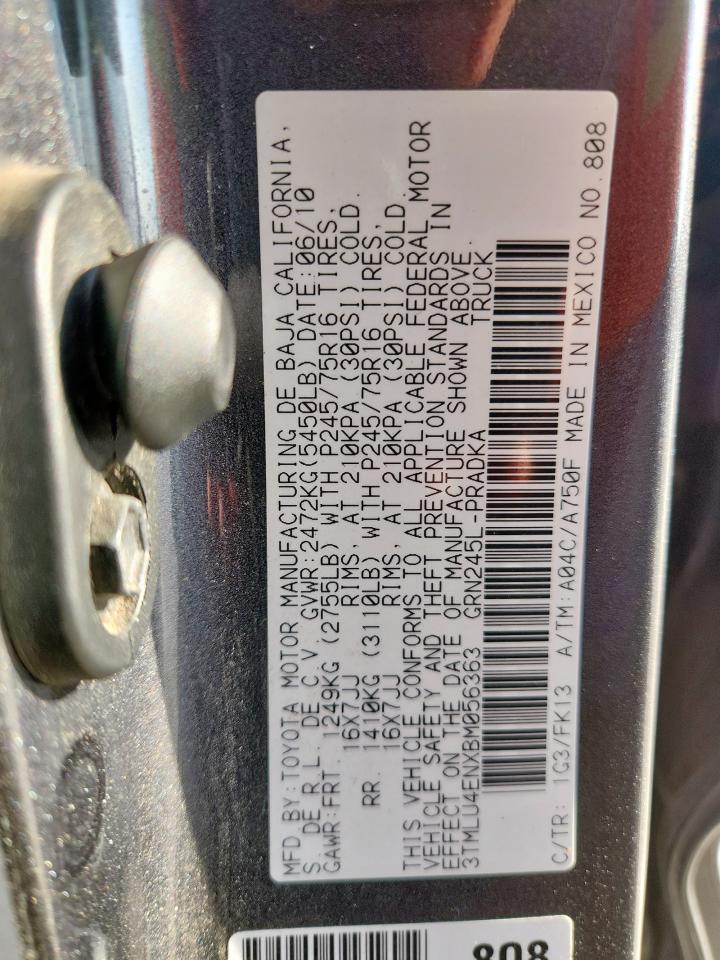 MFD.BY:TOYOTA MOTOR MANUFACTURING DE BAJA CALIFORNIA,
S. DE R.L. DE C.V. GVWR:2472KG(5450LB) DATE:06/10
GAWR:FRT. 1249KG (2755LB) WITH P245/75R16 TIRES,
16X7JJ RIMS, AT 210KPA (30PSI) COLD.
RR. 1410KG (3110LB) WITH P245/75R16 TIRES,
16X7JJ RIMS, AT 210KPA (30PSI) COLD.
THIS VEHICLE CONFORMS TO ALL APPLICABLE FEDERAL MOTOR
VEHICLE SAFETY AND THEFT PREVENTION STANDARDS IN
EFFECT ON THE DATE OF MANUFACTURE SHOWN ABOVE.
3TMLU4ENXBM056363 GRN245L-PRADKA TRUCK
C/TR: 1G3/FK13 A/TM:A04C/A750F MADE IN MEXICO NO.808
808